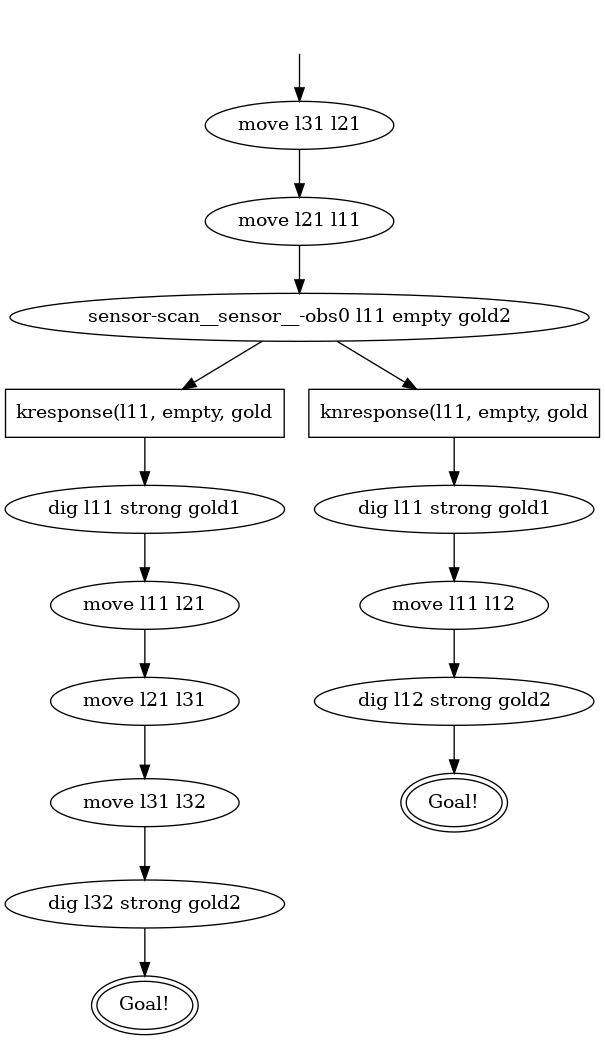 move l31 l21
move l21 l11
sensor-scan__sensor__-obs0 l11 empty gold2
kresponse(l11, empty, gold
knresponse(l11, empty, gold
dig l11 strong gold1
dig l11 strong gold1
move l11 l21
move l11 l12
move l21 l31
dig l12 strong gold2
move l31 l32
Goal!
dig l32 strong gold2
Goal!